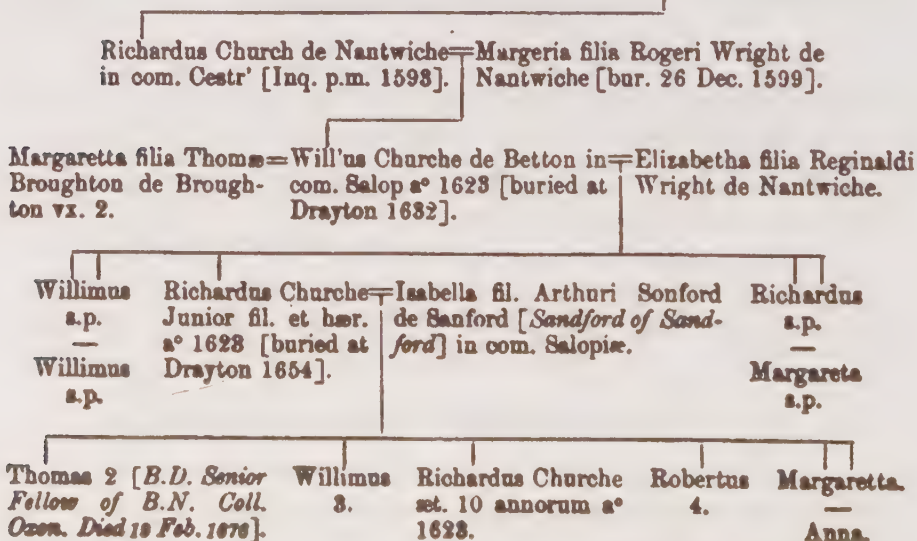 Richardus Church de Nantwiche=Margeria filia Rogeri Wright de
in com. Cestr' [Inq. p.m. 1593]. Nantwiche [bur. 26 Dec. 1599].
Margaretta filia Thomæ=Will'us Churche de Betton in=Elizabetha filia Reginaldi
Broughton de Brough- com. Salop aº 1623 [buried at Wright de Nantwiche.
ton vx. 2. Drayton 1632].
Willimus Richardus Churche=Isabella fil. Arthuri Sonford Richardus
s.p. Junior fil. et hær. de Sanford [Sandford of Sand- s.p.
— aº 1623 [buried at ford] in com. Salopiæ. —
Willimus Drayton 1654]. Margareta
s.p. s.p.
Thomas 2 [B.D. Senior Willimus Richardus Churche Robertus Margaretta.
Fellow of B.N. Coll. 3. æt. 10 annorum aº 4. —
Oxon. Died 19 Feb. 1676]. 1623. Anna.